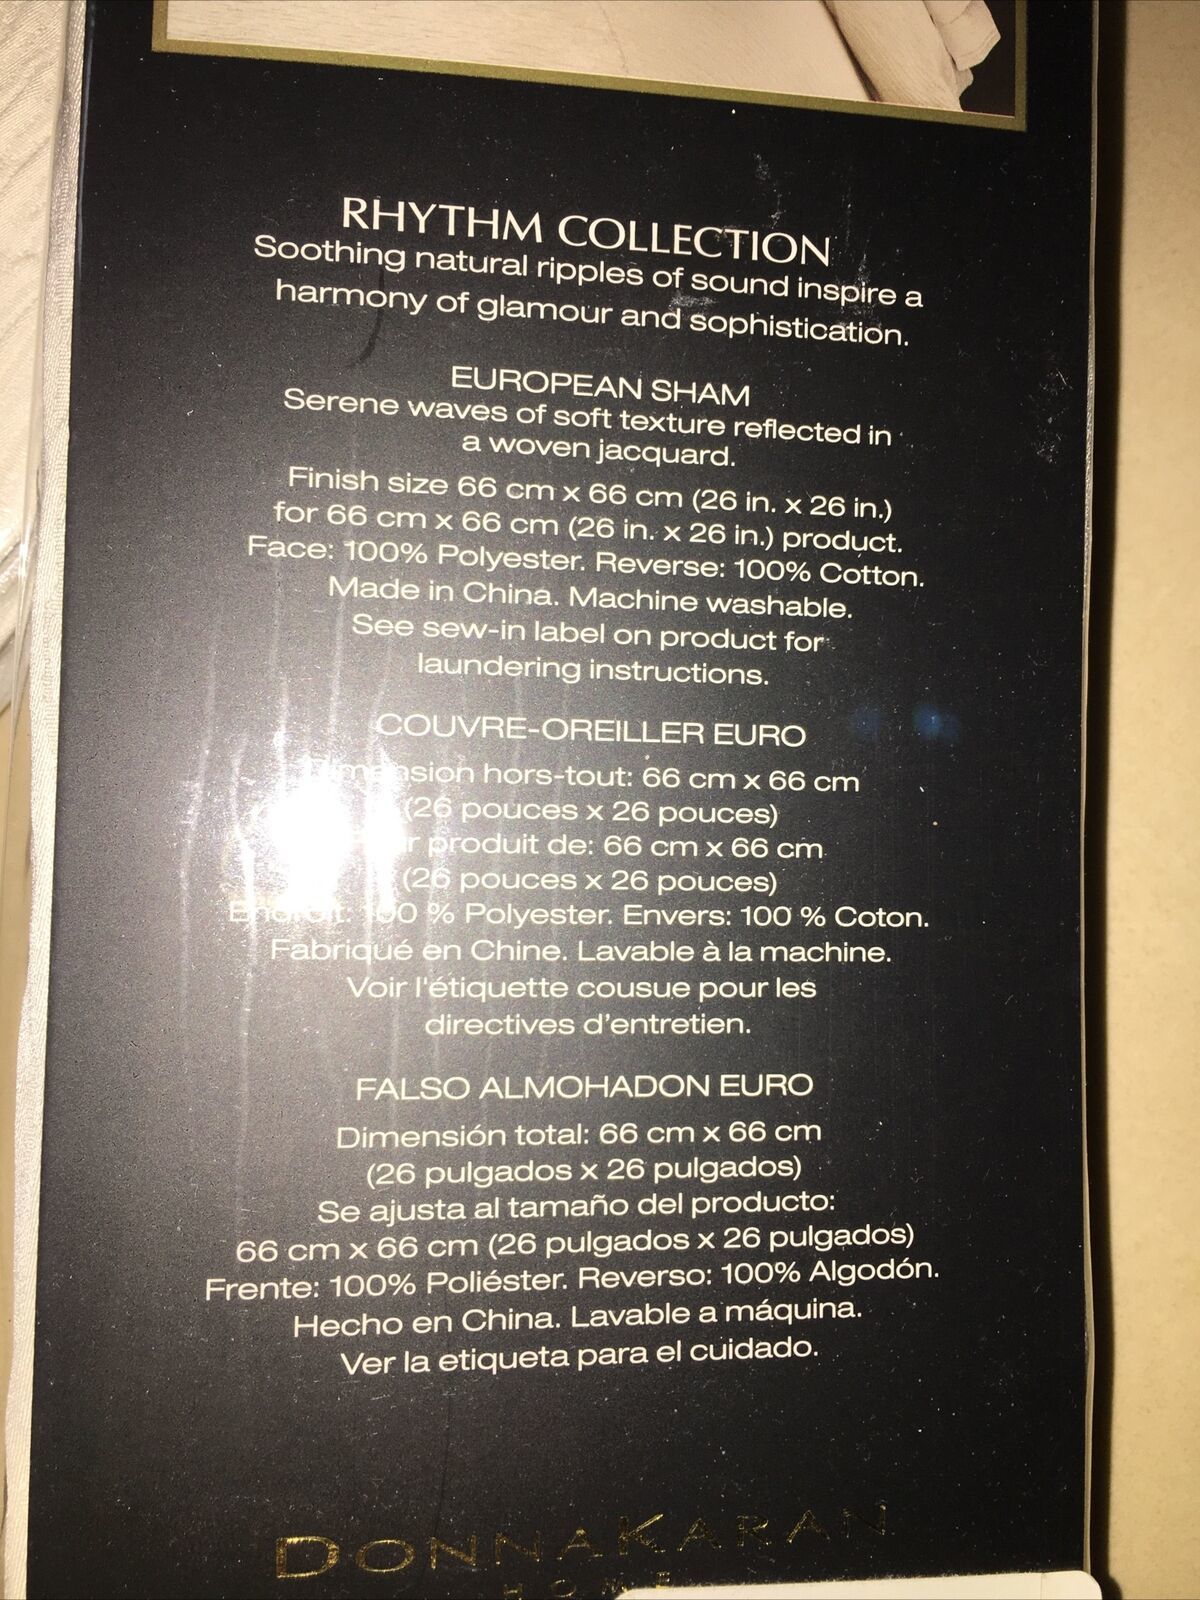 RHYTHM COLLECTION
Soothing natural ripples of sound inspire a
harmony of glamour and sophistication.
EUROPEAN SHAM
Serene waves of soft texture reflected in
a woven jacquard.
Finish size 66 cm x 66 cm (26 in. x 26 in.)
for 66 cm x 66 cm (26 in. x 26 in.) product.
Face: 100% Polyester. Reverse: 100% Cotton.
Made in China. Machine washable.
See sew-in label on product for
laundering instructions.
COUVRE-OREILLER EURO
Dimension hors-tout: 66 cm x 66 cm
(26 pouces x 26 pouces)
produit de: 66 cm x 66 cm
(26 pouces x 26 pouces)
Endroit: 100 % Polyester. Envers: 100 % Coton.
Fabriqué en Chine. Lavable à la machine.
Voir l'étiquette cousue pour les
directives d'entretien.
FALSO ALMOHADON EURO
Dimensión total: 66 cm x 66 cm
(26 pulgados x 26 pulgados)
Se ajusta al tamaño del producto:
66 cm x 66 cm (26 pulgados x 26 pulgados)
Frente: 100% Poliéster. Reverso: 100% Algodón.
Hecho en China. Lavable a máquina.
Ver la etiqueta para el cuidado.
DONNAKARAN
HOME